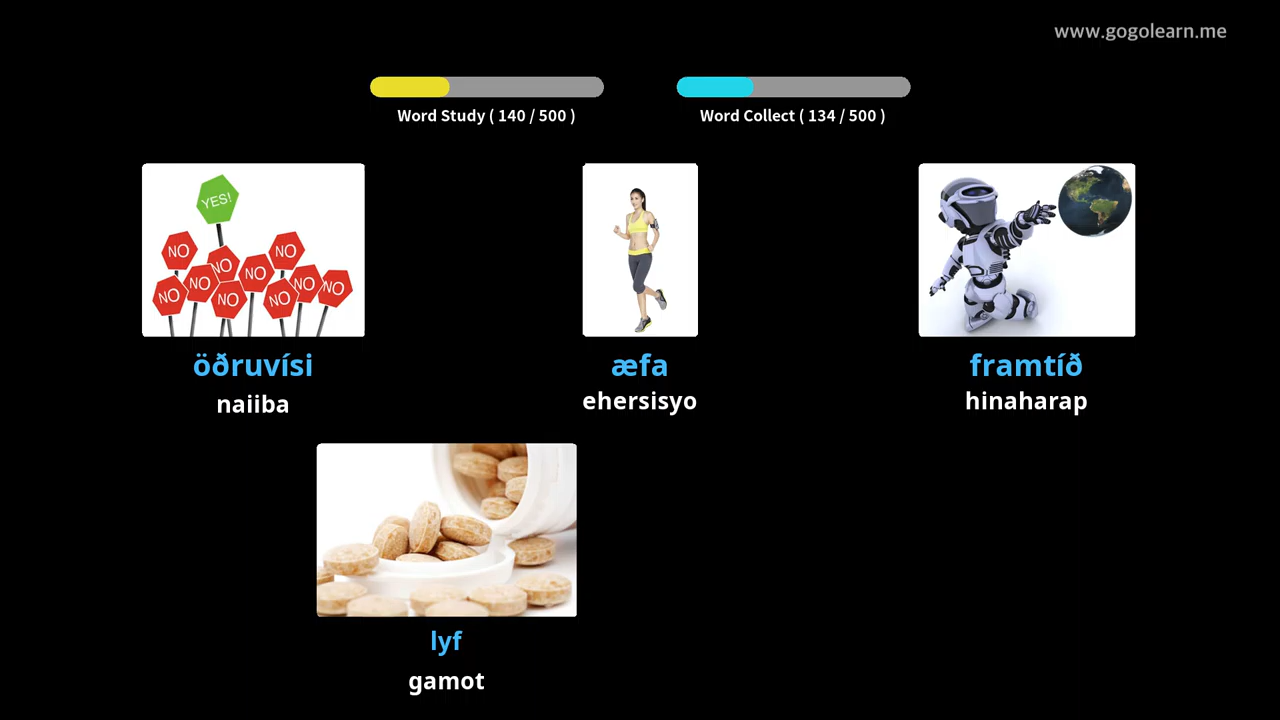 www.gogolearn.me
Word Study ( 140 / 500 )
Word Collect ( 134 / 500 )
YES!
NO
NO
NO
NO
NO
NO
NO
NO
NO
NO
öðruvísi
naiiba
æfa
ehersisyo
framtíð
hinaharap
lyf
gamot